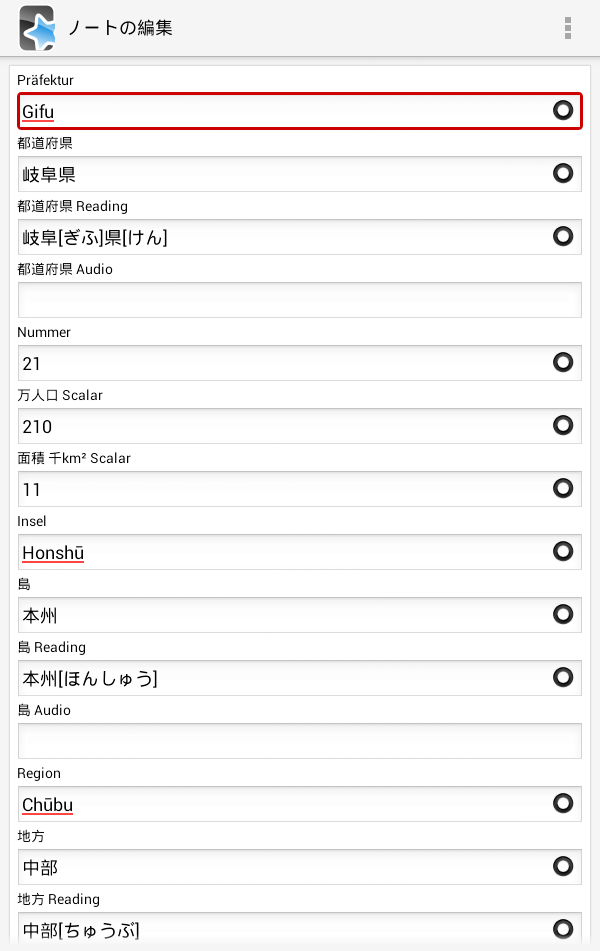 ノートの編集
Präfektur
Gifu
都道府県
岐阜県
都道府県 Reading
岐阜[ぎふ]県[けん]
都道府県 Audio
Nummer
21
万人口 Scalar
210
面積 千km² Scalar
11
Insel
Honshū
島
本州
島 Reading
本州[ほんしゅう]
島 Audio
Region
Chūbu
地方
中部
地方 Reading
中部[ちゅうぶ]